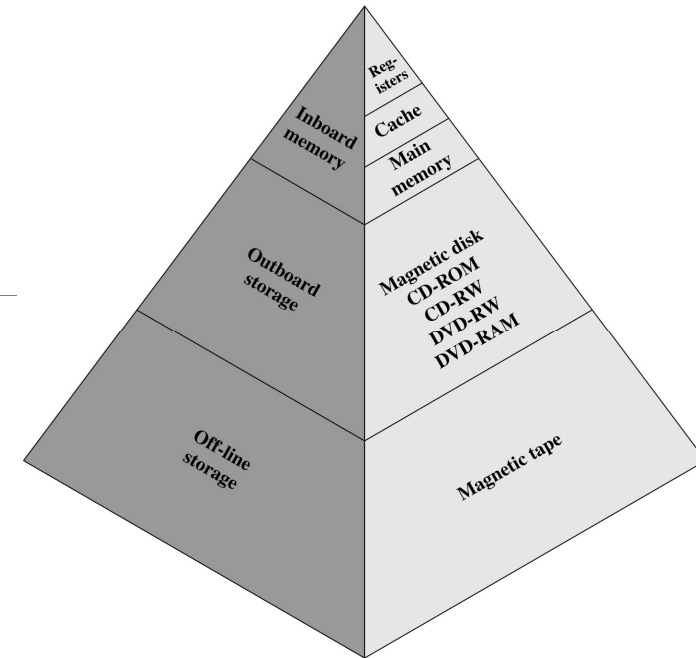 Reg-
isters
Cache
Main
memory
Inboard
memory
Magnetic disk
CD-ROM
CD-RW
DVD-RW
DVD-RAM
Outboard
storage
Magnetic tape
Off-line
storage